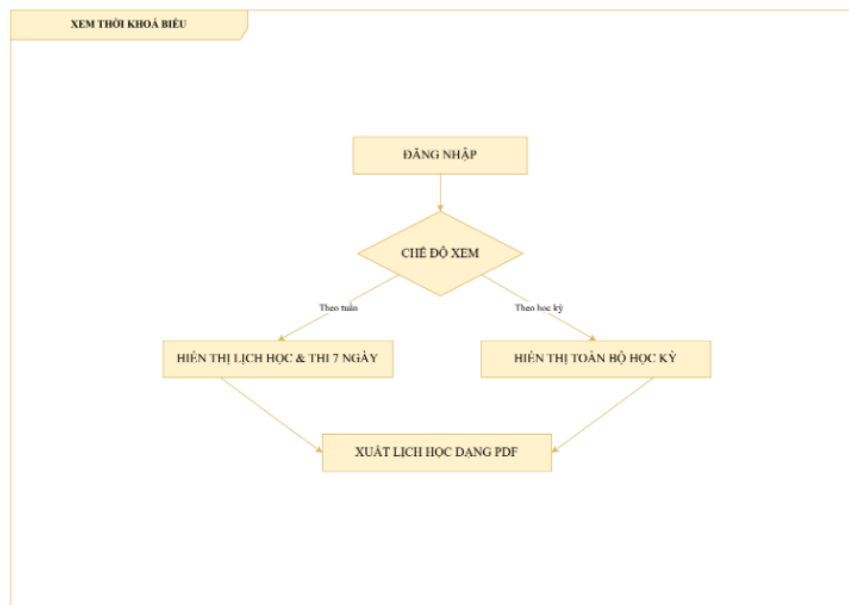 XEM THỜI KHOÁ BIỂU
ĐĂNG NHẬP
CHẾ ĐỘ XEM
Theo tuần
Theo học kỳ
HIỂN THỊ LỊCH HỌC & THI 7 NGÀY
HIỂN THỊ TOÀN BỘ HỌC KỲ
XUẤT LỊCH HỌC DẠNG PDF